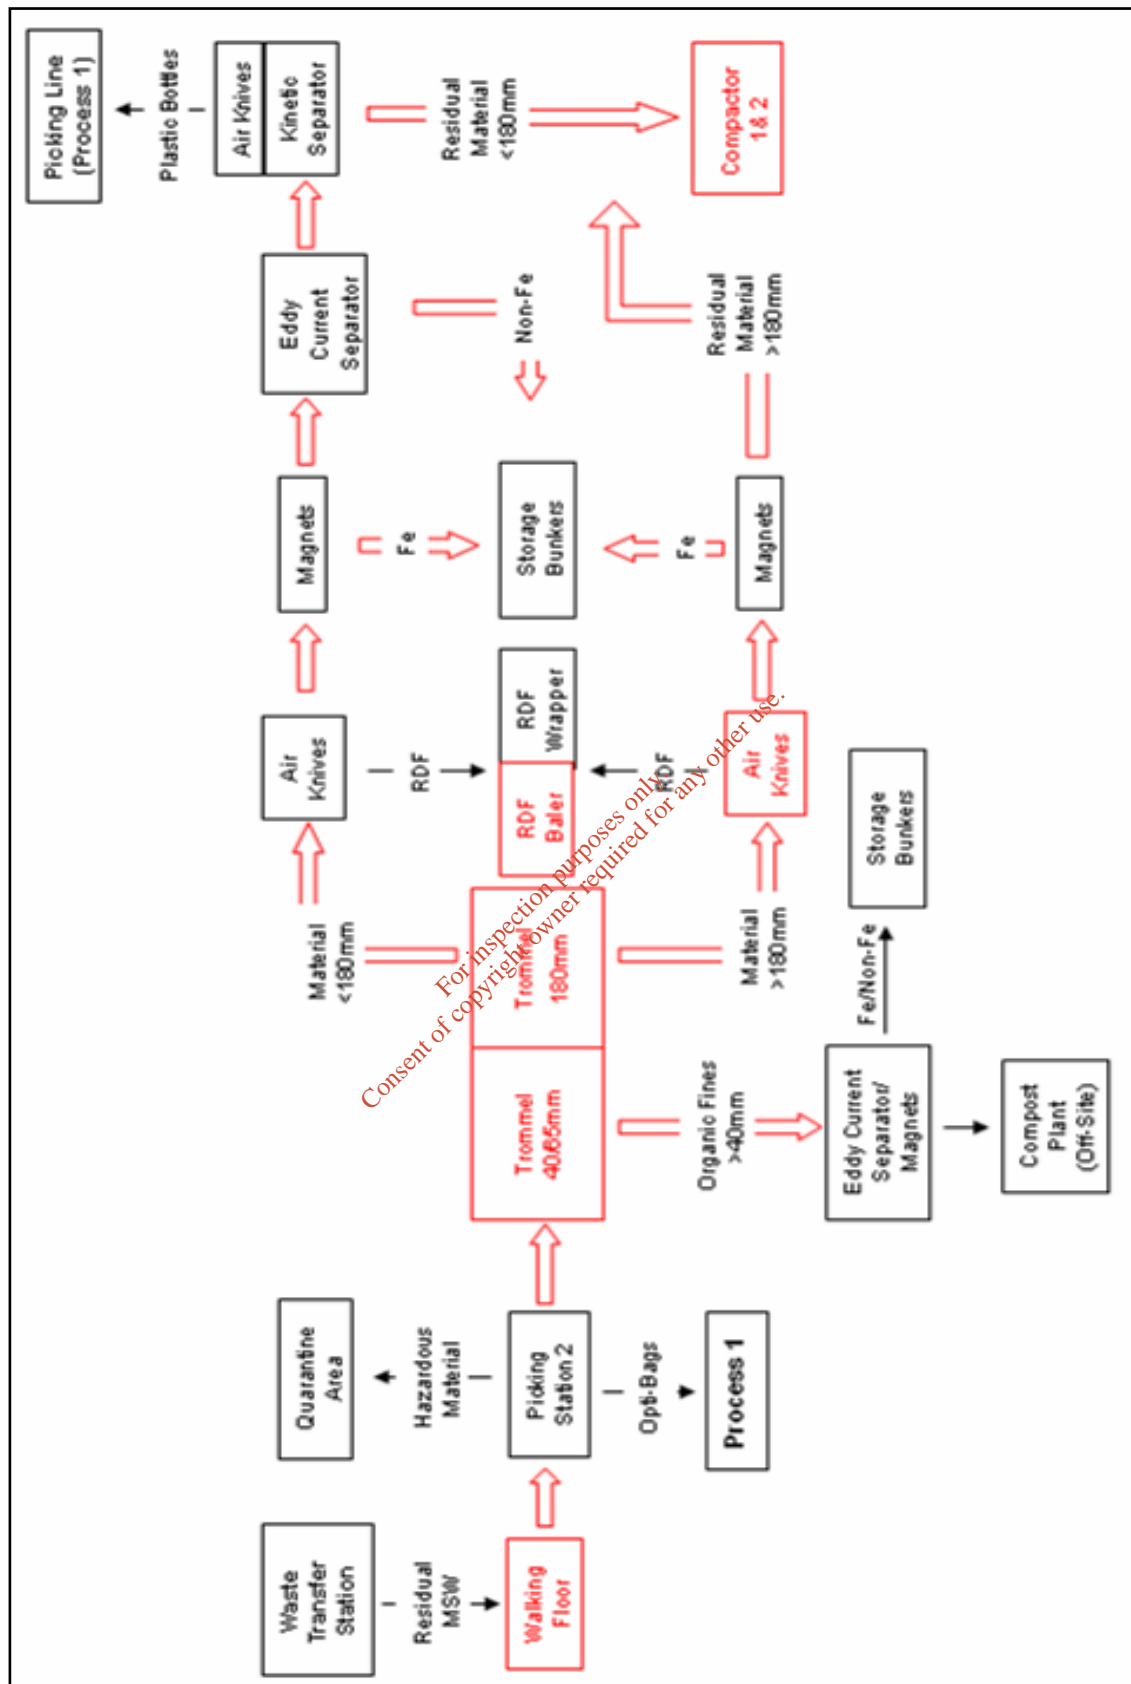 Waste
Transfer
Station
Residual
MSW
Walking
Floor
Quarantine
Area
Hazardous
Material
Picking
Station 2
Opti-Bags
Process 1
Trommel
40/65mm
Trommel
180mm
Organic Fines
>40mm
Eddy Current
Separator/
Magnets
Compost
Plant
(Off-Site)
Fe/Non-Fe
Storage
Bunkers
Material
<180mm
Material
>180mm
Air
Knives
RDF
RDF
Baler
RDF
Wrapper
RDF
Air
Knives
Magnets
Fe
Storage
Bunkers
Fe
Magnets
Eddy
Current
Separator
Non-Fe
Residual
Material
>180mm
Picking Line
(Process 1)
Plastic Bottles
Air Knives
Kinetic
Separator
Residual
Material
<180mm
Compactor
1 & 2
For inspection purposes only.
Consent of copyright owner required for any other use.